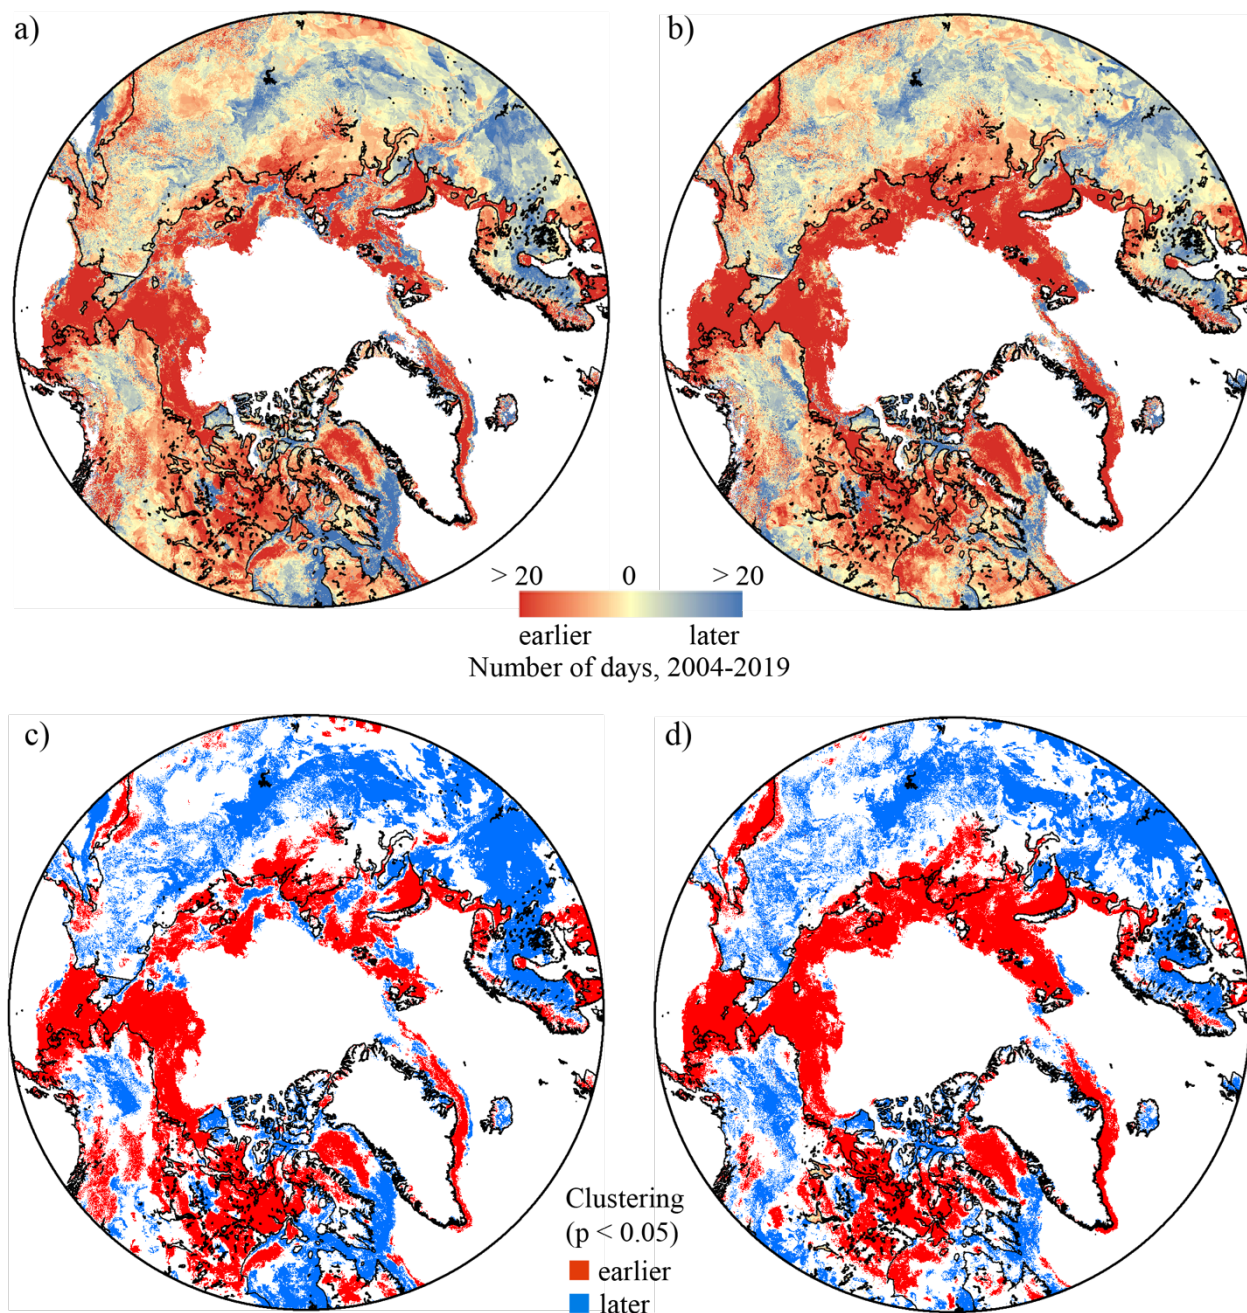 a)
b)
> 20 0 > 20
earlier later
Number of days, 2004-2019
c)
d)
Clustering
(p < 0.05)
earlier
later